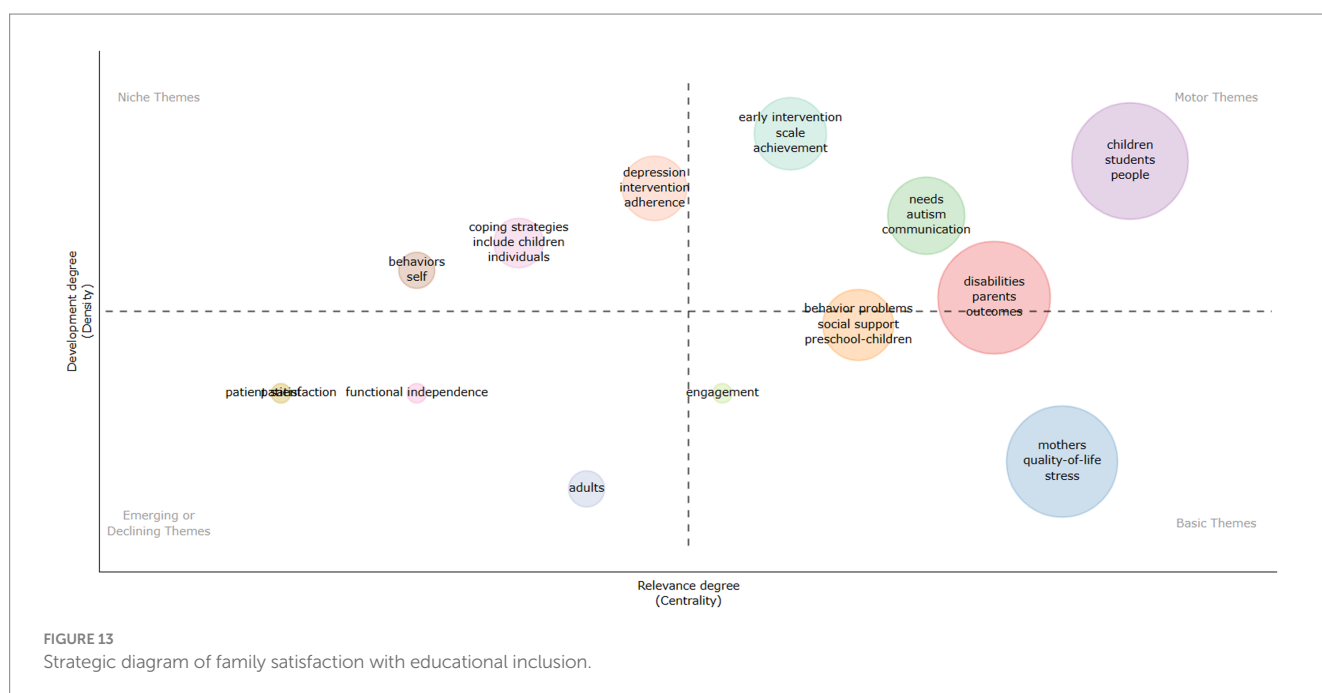 Niche Themes
Motor Themes
early intervention
scale
achievement
children
students
people
depression
intervention
adherence
needs
autism
communication
coping strategies
include children
individuals
behaviors
self
disabilities
parents
outcomes
behavior problems
social support
preschool-children
Development degree
(Density)
patient satisfaction
functional independence
engagement
mothers
quality-of-life
stress
adults
Emerging or
Declining Themes
Basic Themes
Relevance degree
(Centrality)
FIGURE 13
Strategic diagram of family satisfaction with educational inclusion.